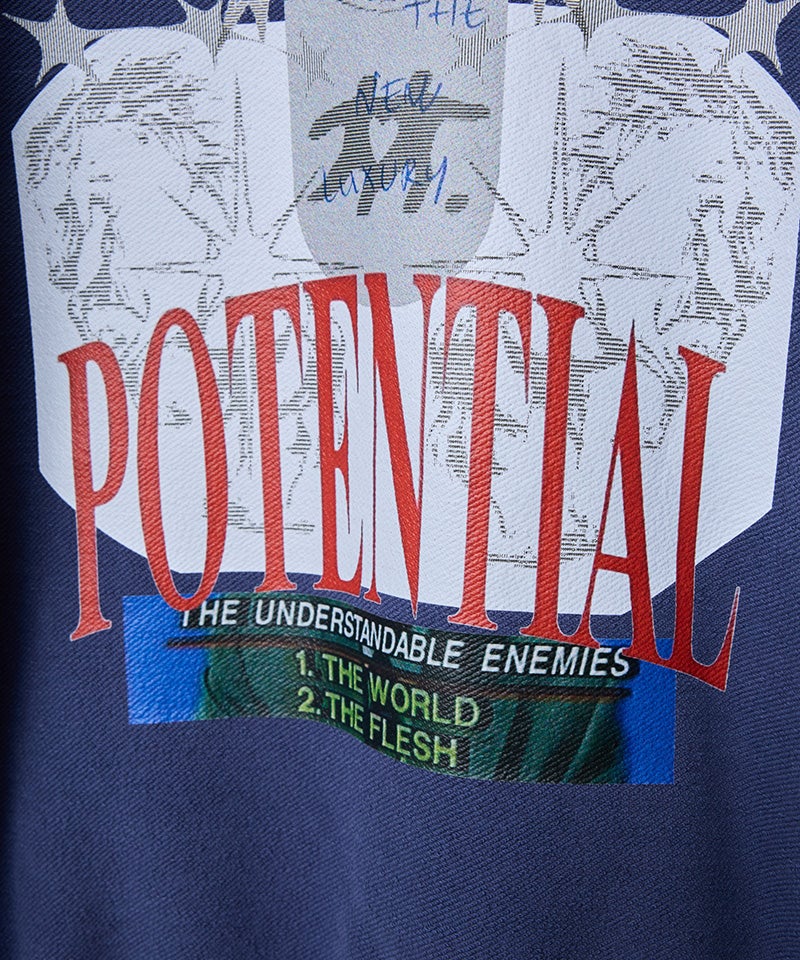 THE
NEW
LUXURY
POTENTIAL
THE UNDERSTANDABLE ENEMIES
1. THE WORLD
2. THE FLESH